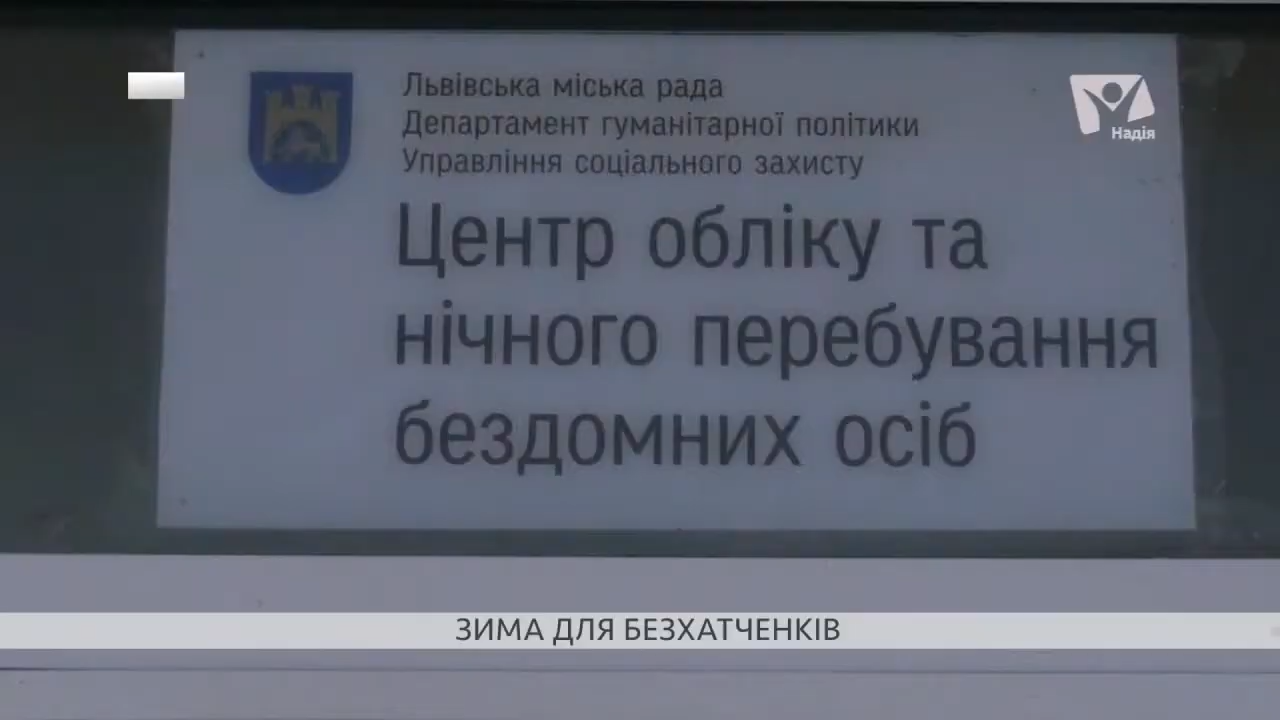 Львівська міська рада
Департамент гуманітарної політики
Управління соціального захисту
Центр обліку та
нічного перебування
бездомних осіб
Надія
ЗИМА ДЛЯ БЕЗХАТЧЕНКІВ